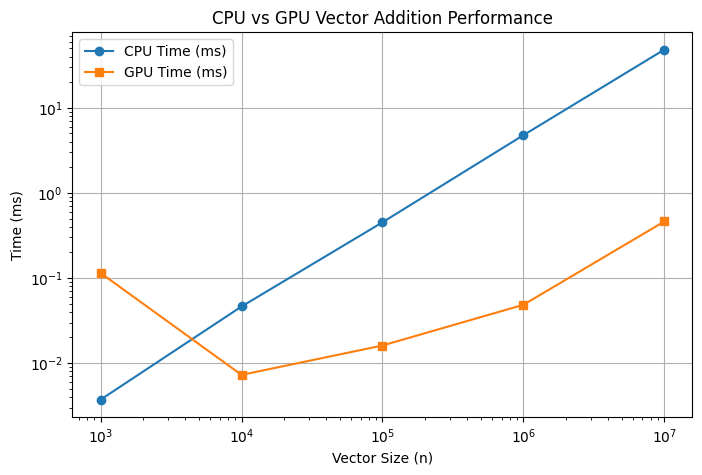 CPU vs GPU Vector Addition Performance
CPU Time (ms)
GPU Time (ms)
Time (ms)
10¹
10⁰
10⁻¹
10⁻²
10³
10⁴
10⁵
10⁶
10⁷
Vector Size (n)